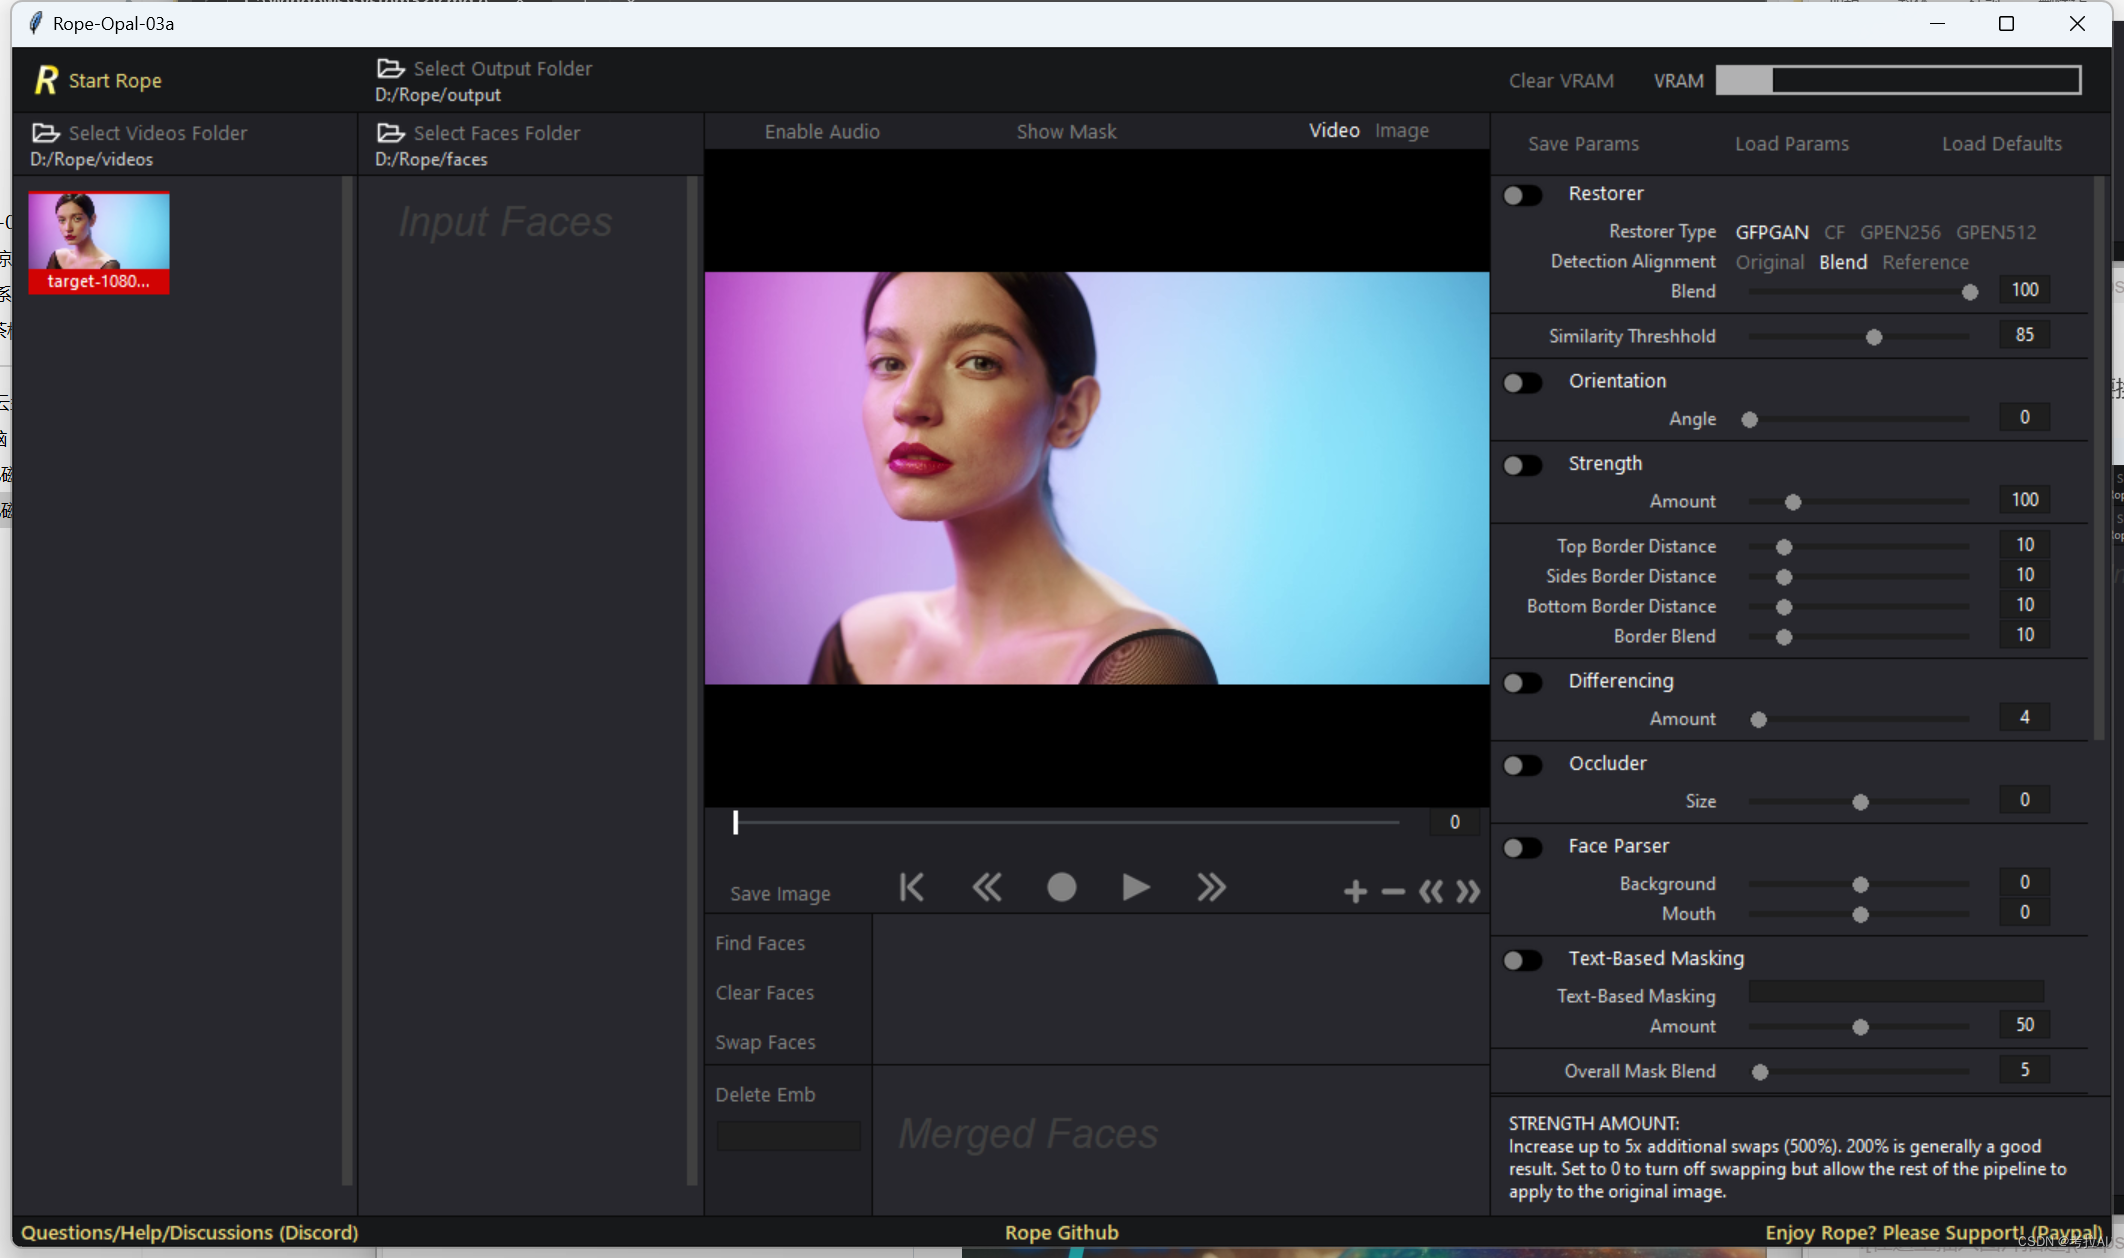 Rope-Opal-03a
R Start Rope
Select Output Folder
D:/Rope/output
Clear VRAM
VRAM
Select Videos Folder
D:/Rope/videos
Select Faces Folder
D:/Rope/faces
Enable Audio
Show Mask
Video Image
Save Params
Load Params
Load Defaults
target-1080...
Input Faces
Restorer
Restorer Type GFPGAN CF GPEN256 GPEN512
Detection Alignment Original Blend Reference
Blend 100
Similarity Threshhold 85
Orientation
Angle 0
Strength
Amount 100
Top Border Distance 10
Sides Border Distance 10
Bottom Border Distance 10
Border Blend 10
Differencing
Amount 4
Occluder
Size 0
Face Parser
Background 0
Mouth 0
Text-Based Masking
Text-Based Masking
Amount 50
Overall Mask Blend 5
0
Save Image
Find Faces
Clear Faces
Swap Faces
Delete Emb
Merged Faces
STRENGTH AMOUNT:
Increase up to 5x additional swaps (500%). 200% is generally a good
result. Set to 0 to turn off swapping but allow the rest of the pipeline to
apply to the original image.
Questions/Help/Discussions (Discord)
Rope Github
Enjoy Rope? Please Support! (Paypal)